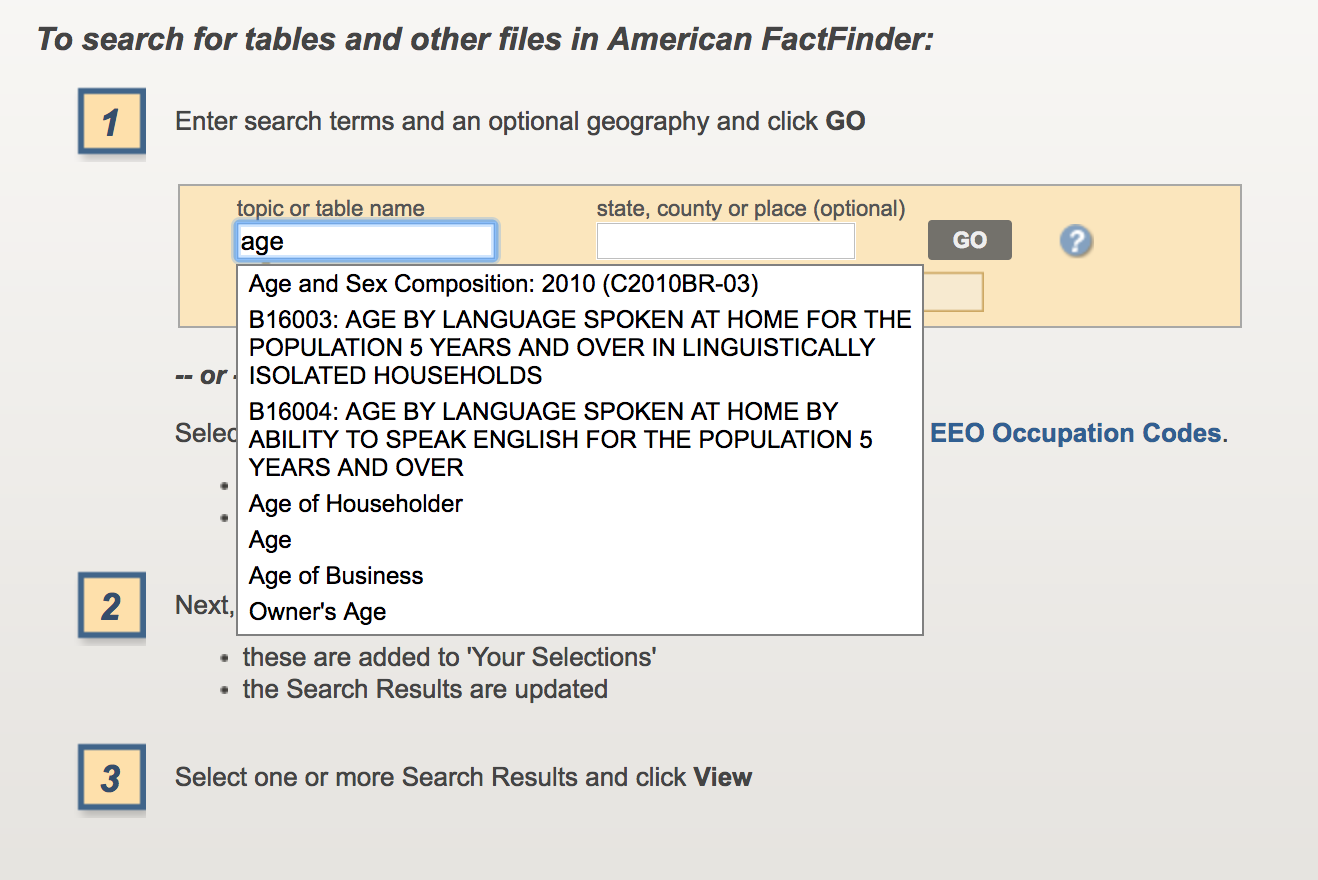 To search for tables and other files in American FactFinder:
1
Enter search terms and an optional geography and click GO
topic or table name
state, county or place (optional)
age
GO
?
Age and Sex Composition: 2010 (C2010BR-03)
B16003: AGE BY LANGUAGE SPOKEN AT HOME FOR THE
POPULATION 5 YEARS AND OVER IN LINGUISTICALLY
ISOLATED HOUSEHOLDS
B16004: AGE BY LANGUAGE SPOKEN AT HOME BY
ABILITY TO SPEAK ENGLISH FOR THE POPULATION 5
YEARS AND OVER
Age of Householder
Age
Age of Business
Owner's Age
-- or -
EEO Occupation Codes.
2
Next,
• these are added to 'Your Selections'
• the Search Results are updated
3
Select one or more Search Results and click View